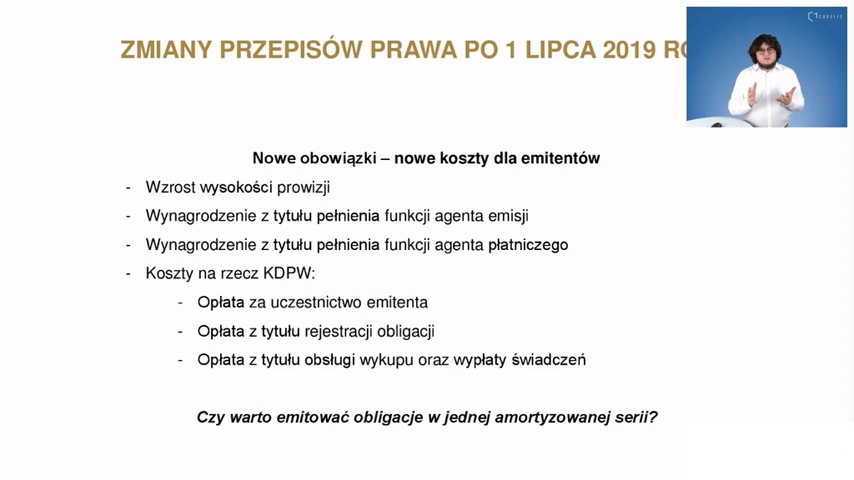 ZMIANY PRZEPISÓW PRAWA PO 1 LIPCA 2019
Nowe obowiązki – nowe koszty dla emitentów
- Wzrost wysokości prowizji
- Wynagrodzenie z tytułu pełnienia funkcji agenta emisji
- Wynagrodzenie z tytułu pełnienia funkcji agenta płatniczego
- Koszty na rzecz KDPW:
- Opłata za uczestnictwo emitenta
- Opłata z tytułu rejestracji obligacji
- Opłata z tytułu obsługi wykupu oraz wypłaty świadczeń
Czy warto emitować obligacje w jednej amortyzowanej serii?